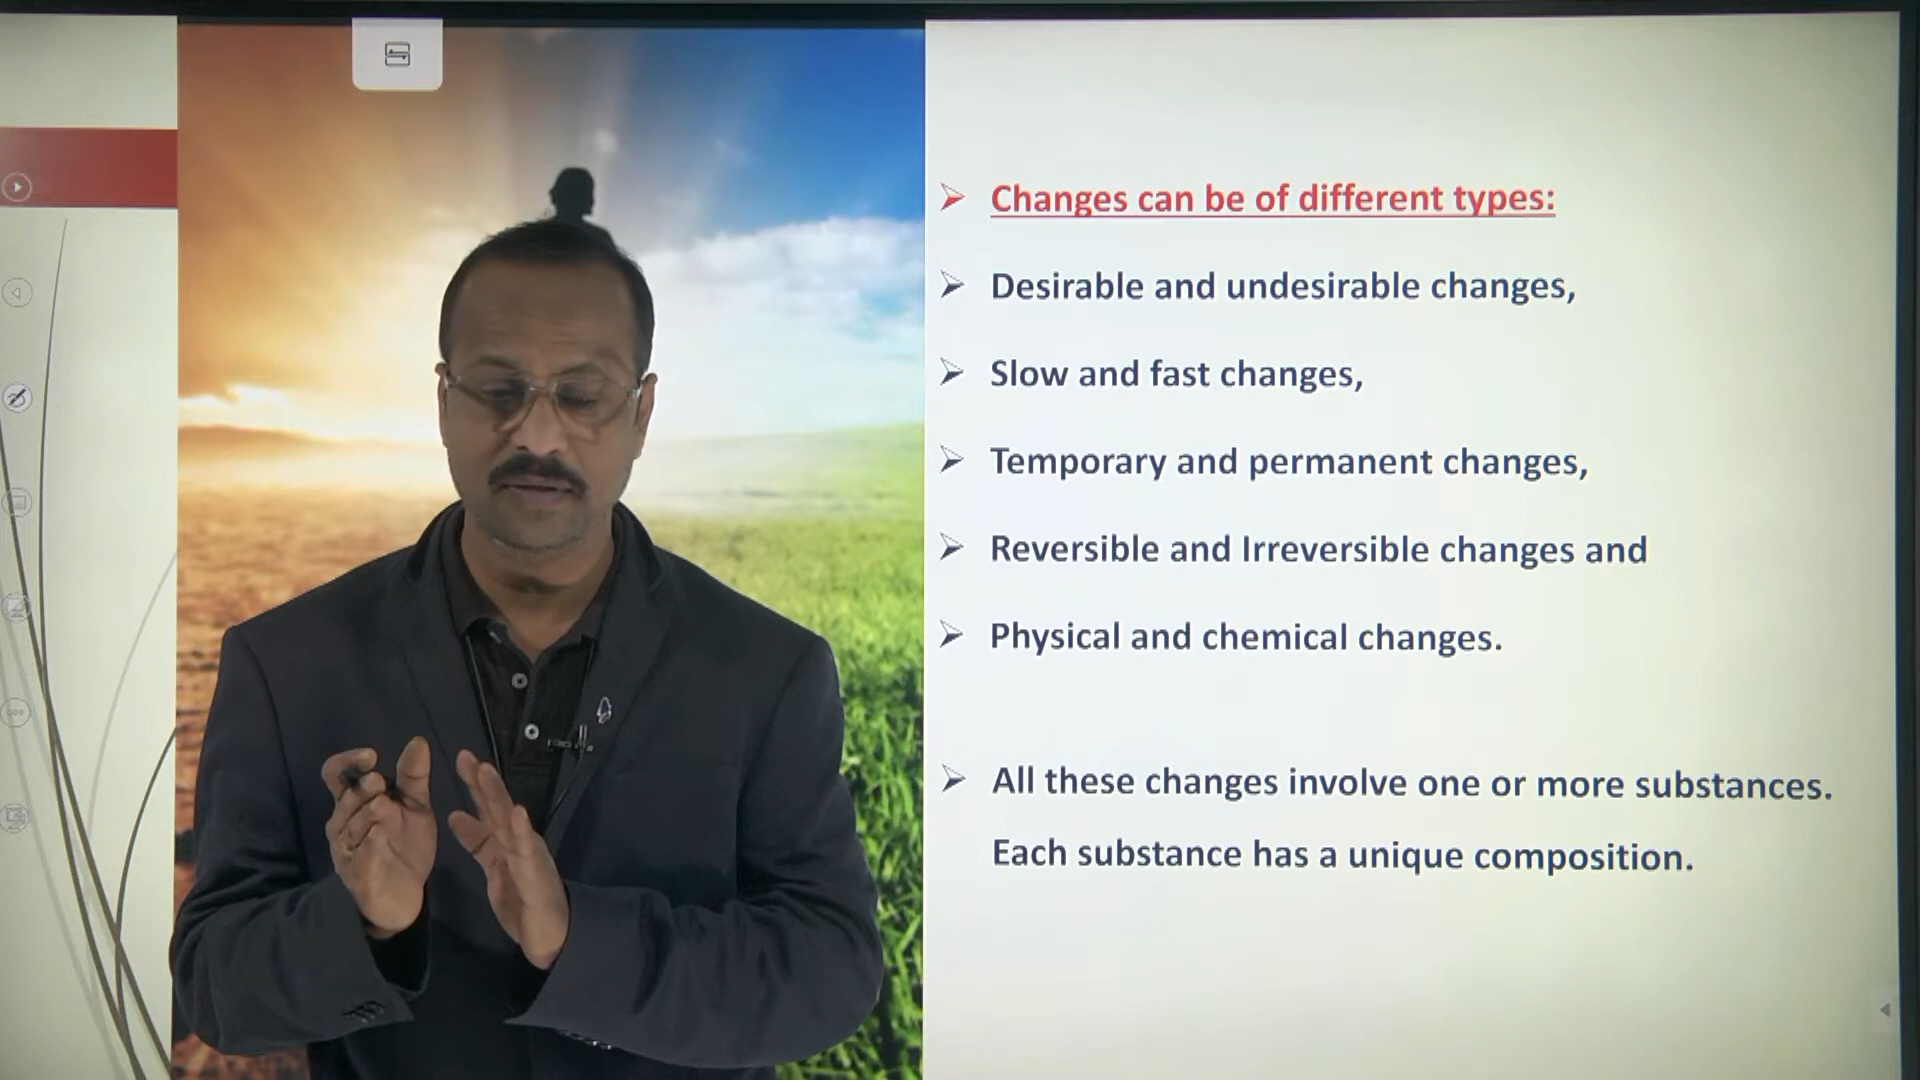 Changes can be of different types:
Desirable and undesirable changes,
Slow and fast changes,
Temporary and permanent changes,
Reversible and Irreversible changes and
Physical and chemical changes.
All these changes involve one or more substances.
Each substance has a unique composition.